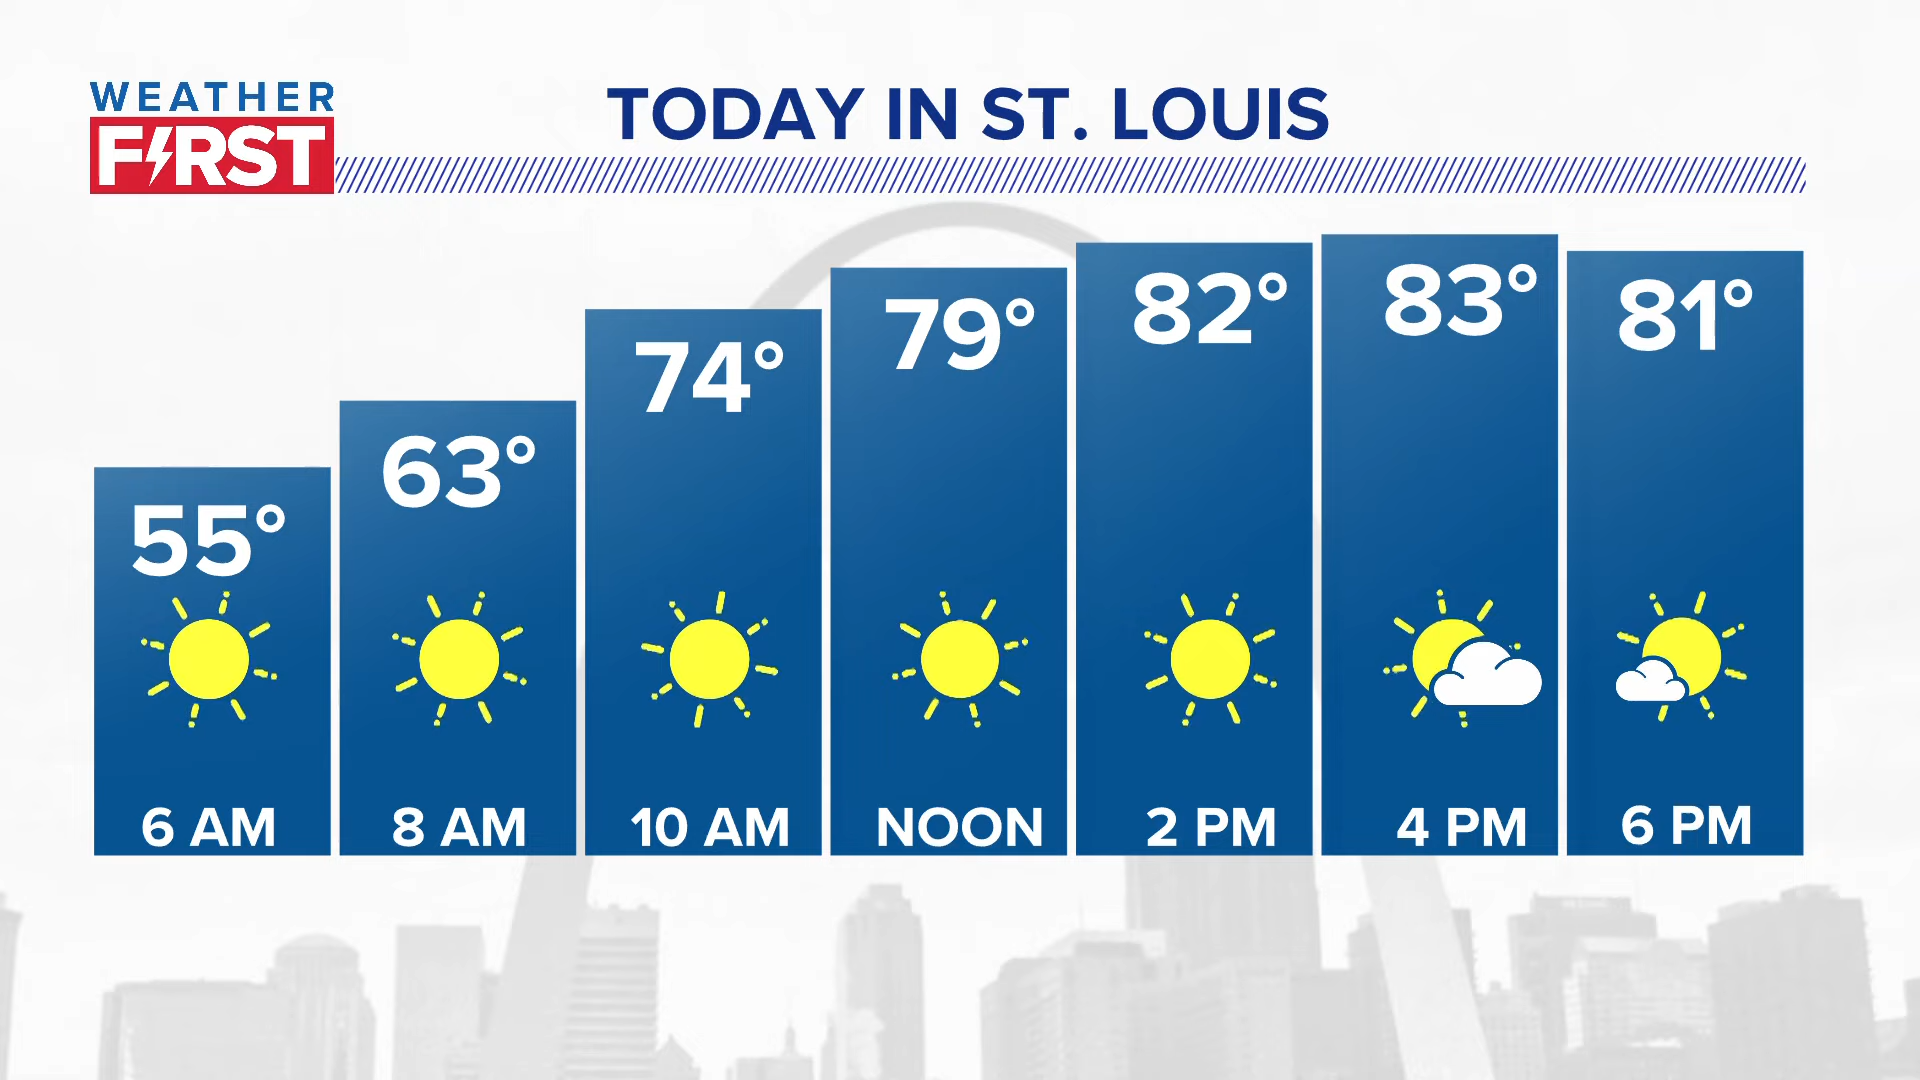 WEATHER
FIRST
TODAY IN ST. LOUIS
55°
63°
74°
79°
82°
83°
81°
6 AM
8 AM
10 AM
NOON
2 PM
4 PM
6 PM